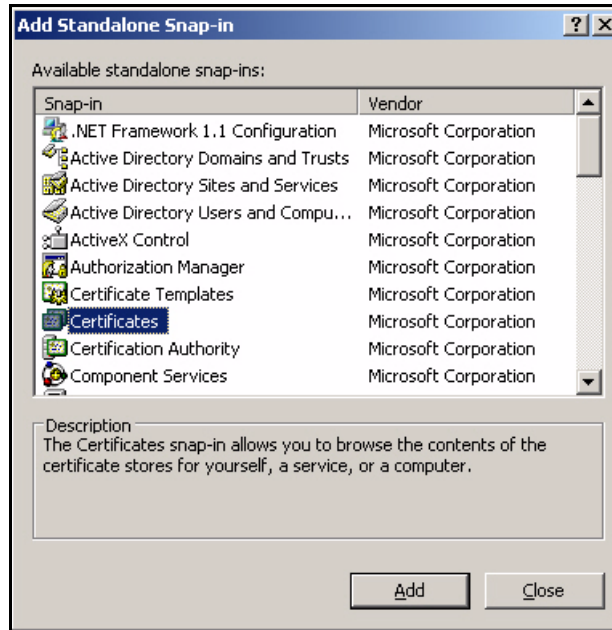 Add Standalone Snap-in
Available standalone snap-ins:
Snap-in Vendor
.NET Framework 1.1 Configuration Microsoft Corporation
Active Directory Domains and Trusts Microsoft Corporation
Active Directory Sites and Services Microsoft Corporation
Active Directory Users and Compu... Microsoft Corporation
ActiveX Control Microsoft Corporation
Authorization Manager Microsoft Corporation
Certificate Templates Microsoft Corporation
Certificates Microsoft Corporation
Certification Authority Microsoft Corporation
Component Services Microsoft Corporation
Description
The Certificates snap-in allows you to browse the contents of the
certificate stores for yourself, a service, or a computer.
Add Close